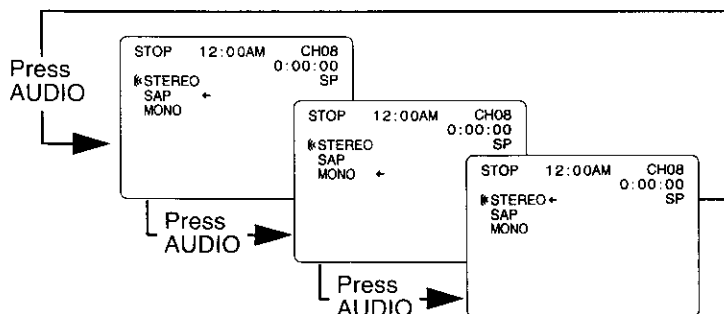 Press
AUDIO
STOP 12:00AM CH08
0:00:00
STEREO SP
SAP ←
MONO
Press
AUDIO
STOP 12:00AM CH08
0:00:00
STEREO SP
SAP
MONO ←
Press
AUDIO
STOP 12:00AM CH08
0:00:00
STEREO ← SP
SAP
MONO